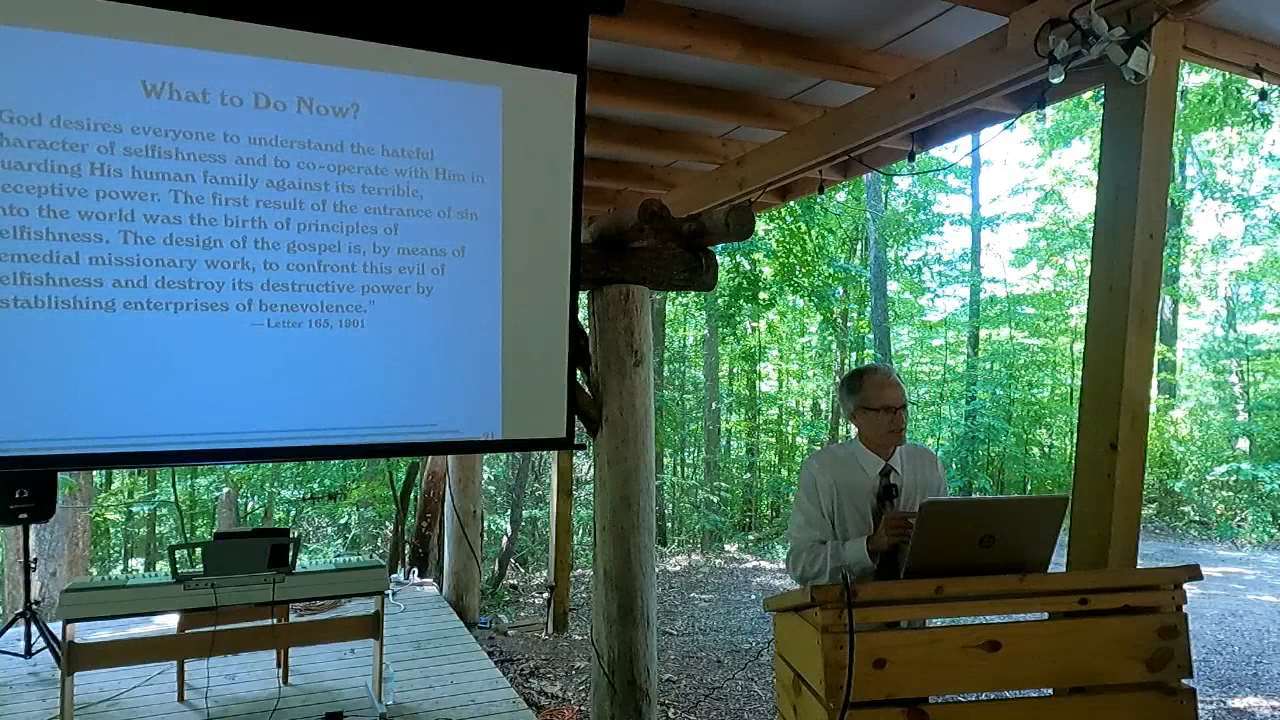 What to Do Now?
God desires everyone to understand the hateful
haracter of selfishness and to co-operate with Him in
uarding His human family against its terrible,
eceptive power. The first result of the entrance of sin
nto the world was the birth of principles of
elfishness. The design of the gospel is, by means of
emedial missionary work, to confront this evil of
elfishness and destroy its destructive power by
stablishing enterprises of benevolence."
—Letter 165, 1901
21
hp